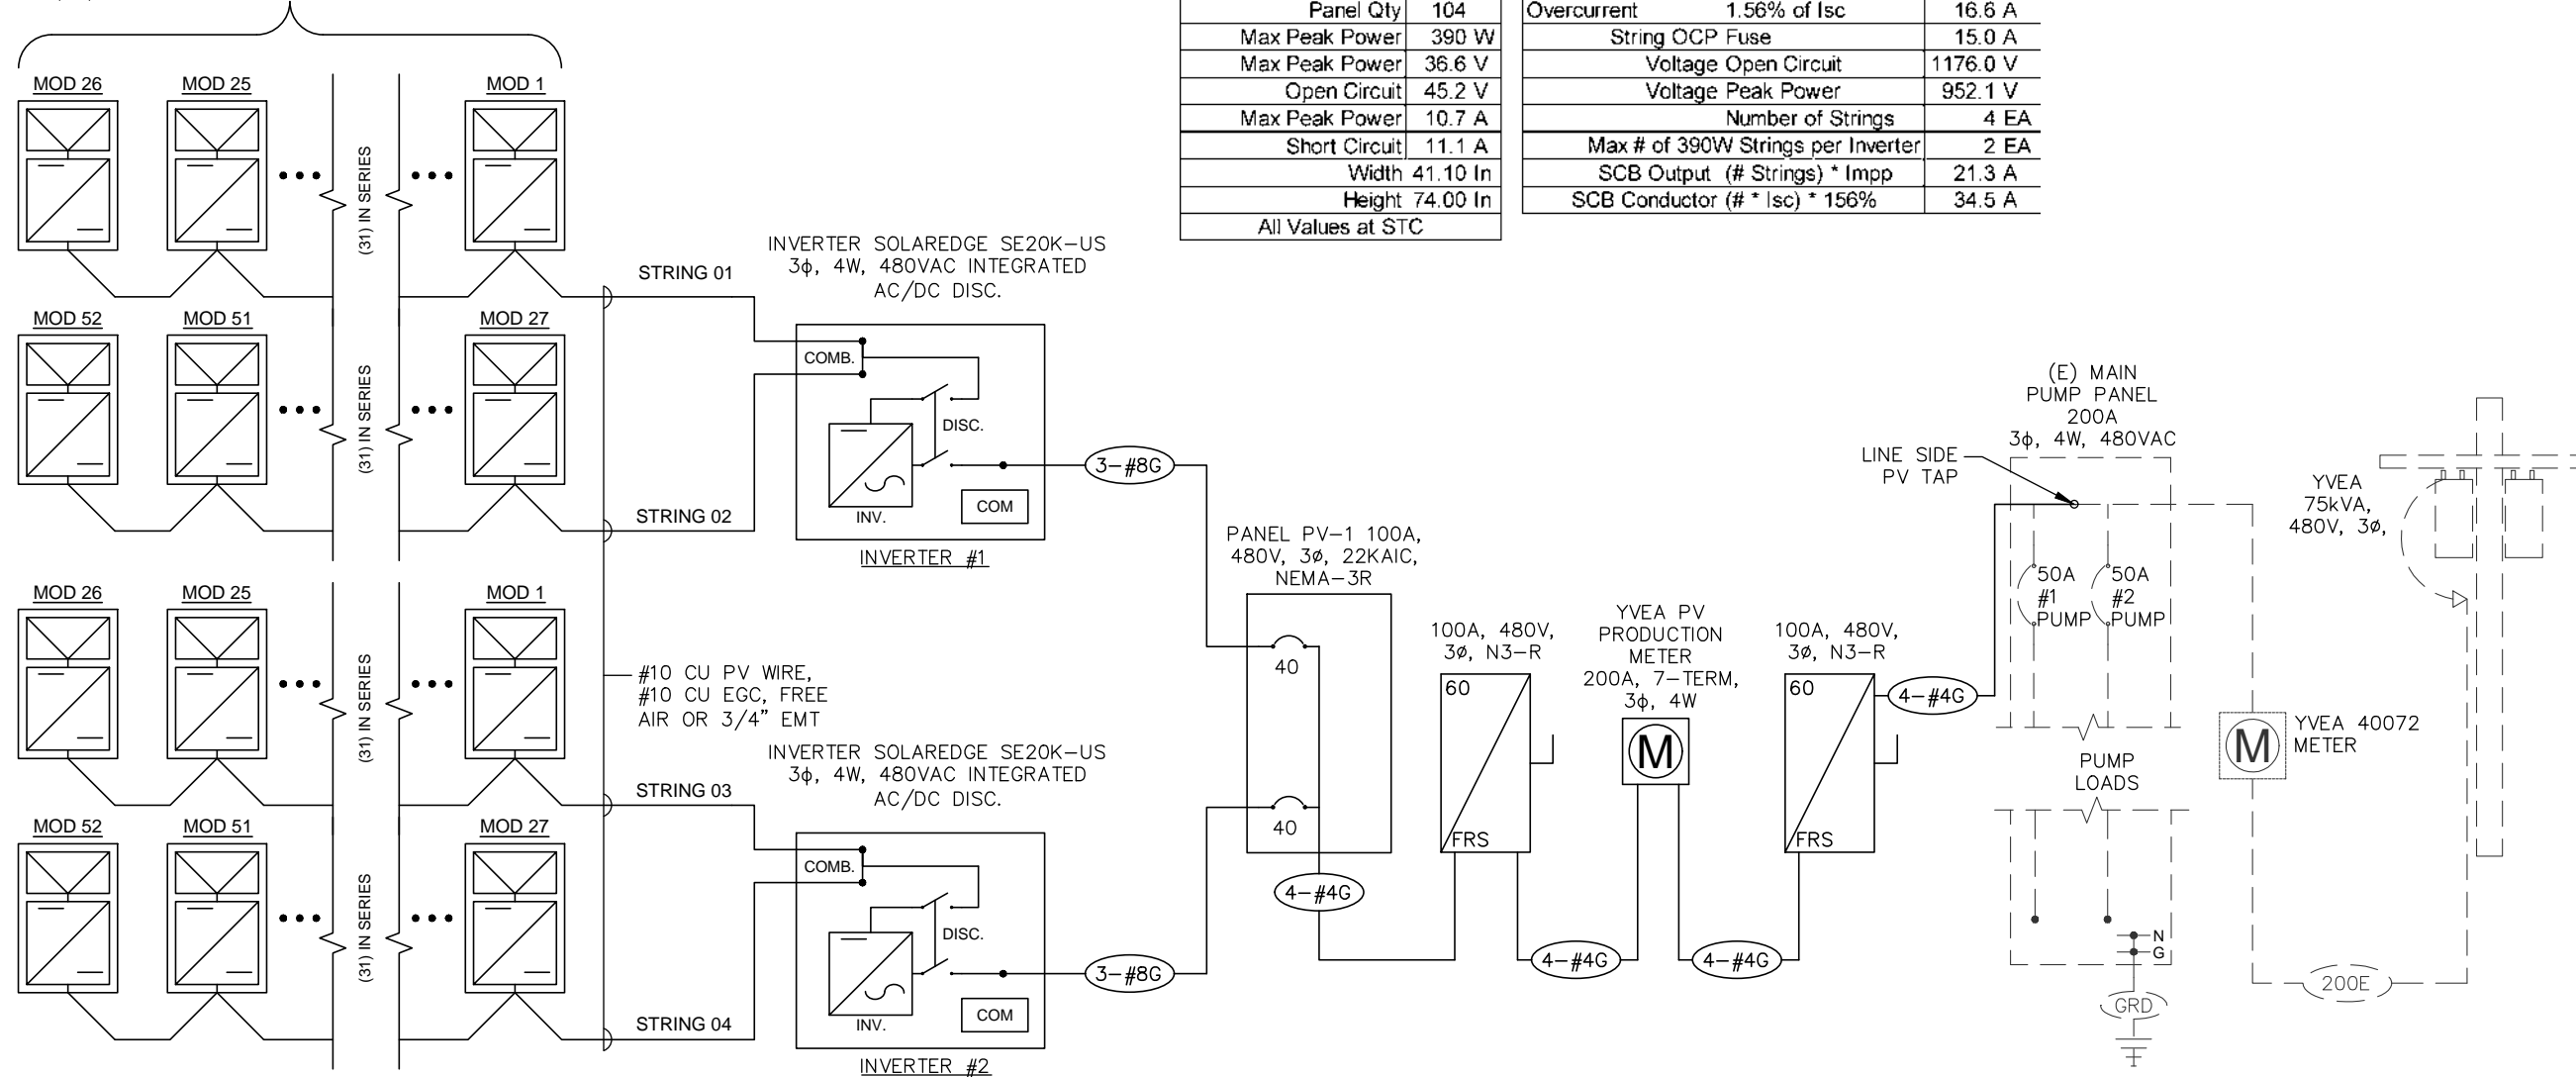 Panel Qty 104
Max Peak Power 390 W
Max Peak Power 36.6 V
Open Circuit 45.2 V
Max Peak Power 10.7 A
Short Circuit 11.1 A
Width 41.10 In
Height 74.00 In
All Values at STC
Overcurrent 1.56% of Isc 16.6 A
String OCP Fuse 15.0 A
Voltage Open Circuit 1176.0 V
Voltage Peak Power 952.1 V
Number of Strings 4 EA
Max # of 390W Strings per Inverter 2 EA
SCB Output (# Strings) * Impp 21.3 A
SCB Conductor (# * Isc) * 156% 34.5 A
MOD 26
MOD 25
MOD 1
(31) IN SERIES
STRING 01
MOD 52
MOD 51
MOD 27
(31) IN SERIES
STRING 02
INVERTER SOLAREDGE SE20K-US
3ϕ, 4W, 480VAC INTEGRATED
AC/DC DISC.
COMB.
DISC.
INV.
COM
INVERTER #1
3-#8G
MOD 26
MOD 25
MOD 1
(31) IN SERIES
#10 CU PV WIRE,
#10 CU EGC, FREE
AIR OR 3/4" EMT
STRING 03
MOD 52
MOD 51
MOD 27
(31) IN SERIES
STRING 04
INVERTER SOLAREDGE SE20K-US
3ϕ, 4W, 480VAC INTEGRATED
AC/DC DISC.
COMB.
DISC.
INV.
COM
INVERTER #2
3-#8G
PANEL PV-1 100A,
480V, 3ø, 22KAIC,
NEMA-3R
40
40
4-#4G
100A, 480V,
3ø, N3-R
60
FRS
4-#4G
YVEA PV
PRODUCTION
METER
200A, 7-TERM,
3ϕ, 4W
M
4-#4G
100A, 480V,
3ø, N3-R
60
FRS
4-#4G
LINE SIDE
PV TAP
(E) MAIN
PUMP PANEL
200A
3ϕ, 4W, 480VAC
50A
#1
PUMP
50A
#2
PUMP
PUMP
LOADS
N
G
GRD
M
YVEA 40072
METER
200E
YVEA
75kVA,
480V, 3ø,